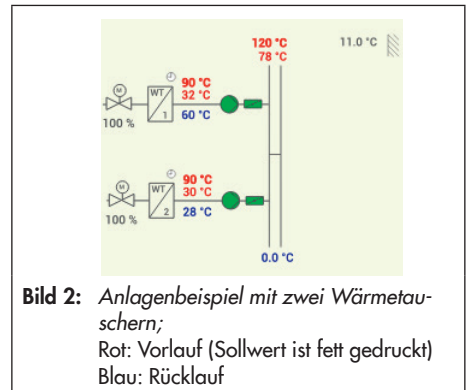 120 °C
78 °C
11.0 °C
M
WT
1
90 °C
32 °C
60 °C
100 %
M
WT
2
90 °C
30 °C
28 °C
100 %
0.0 °C
Bild 2: Anlagenbeispiel mit zwei Wärmetau-
schern;
Rot: Vorlauf (Sollwert ist fett gedruckt)
Blau: Rücklauf